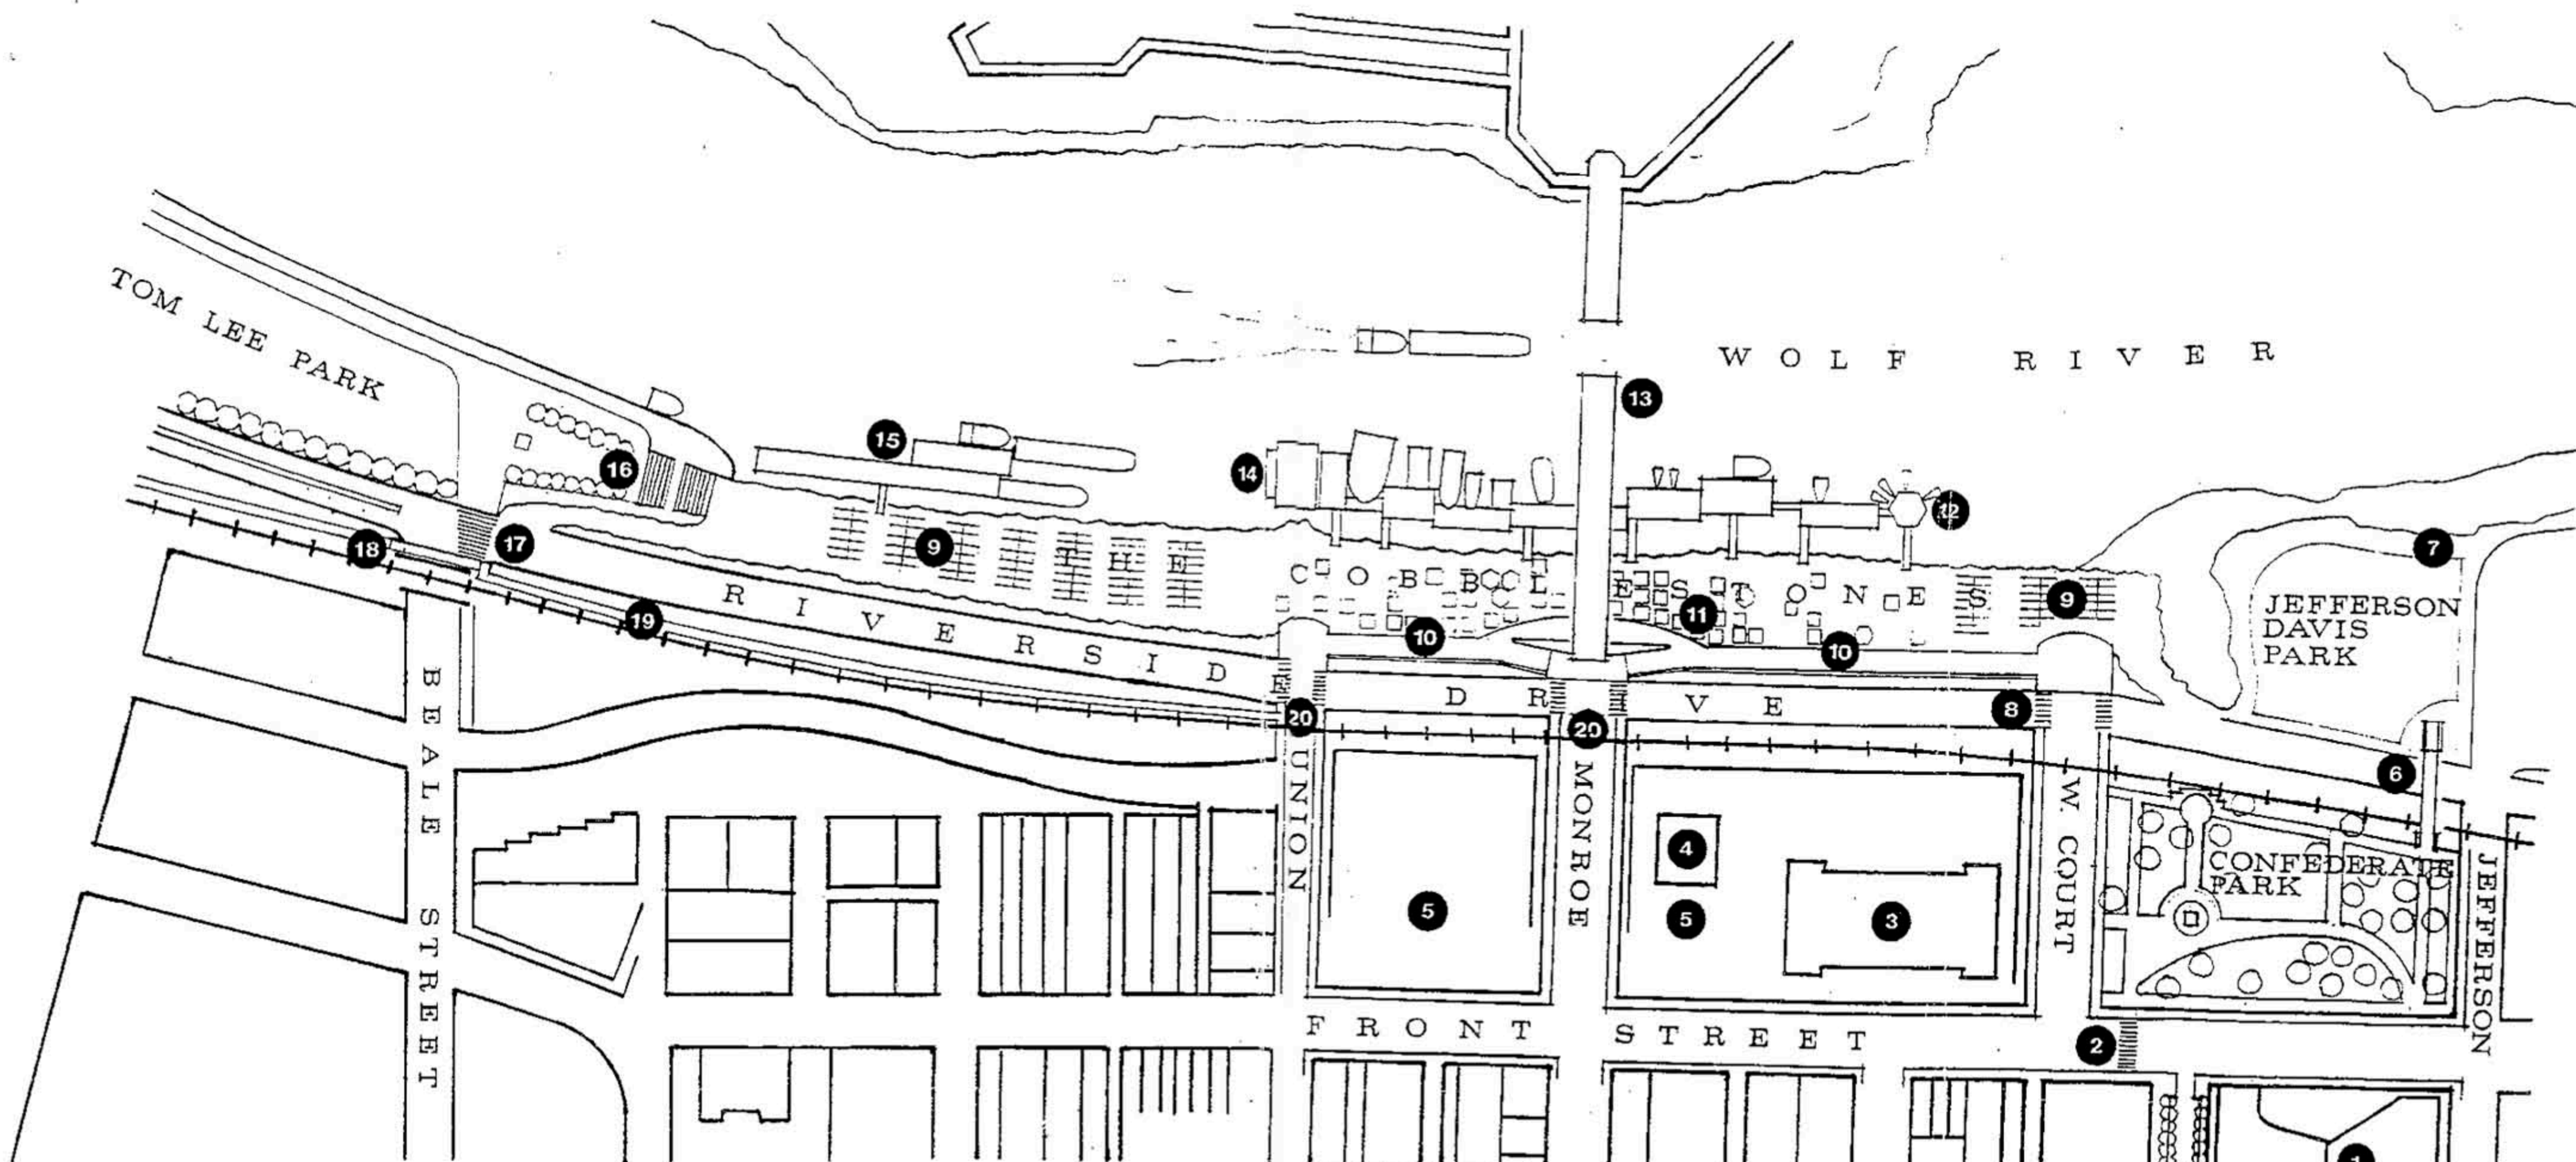 TOM LEE PARK
WOLF RIVER
13
15
16
14
12
7
18
17
9
THE
COBBLESTONES
9
JEFFERSON
DAVIS
PARK
19
11
10
10
RIVERSIDE DRIVE
8
20
20
6
BEALE STREET
UNION
MONROE
W. COURT
4
5
5
3
CONFEDERATE
PARK
JEFFERSON
FRONT STREET
2
1